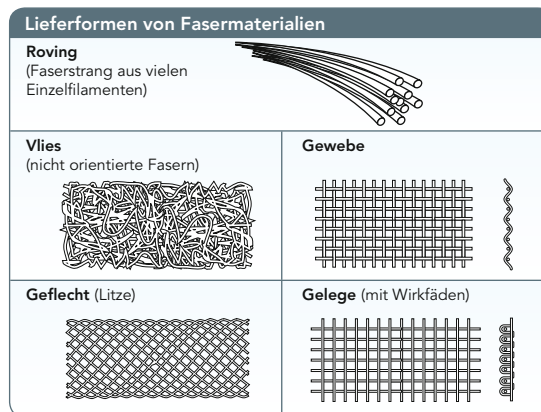 Lieferformen von Fasermaterialien
Roving
(Faserstrang aus vielen
Einzelfilamenten)
Vlies
(nicht orientierte Fasern)
Gewebe
Geflecht (Litze)
Gelege (mit Wirkfäden)